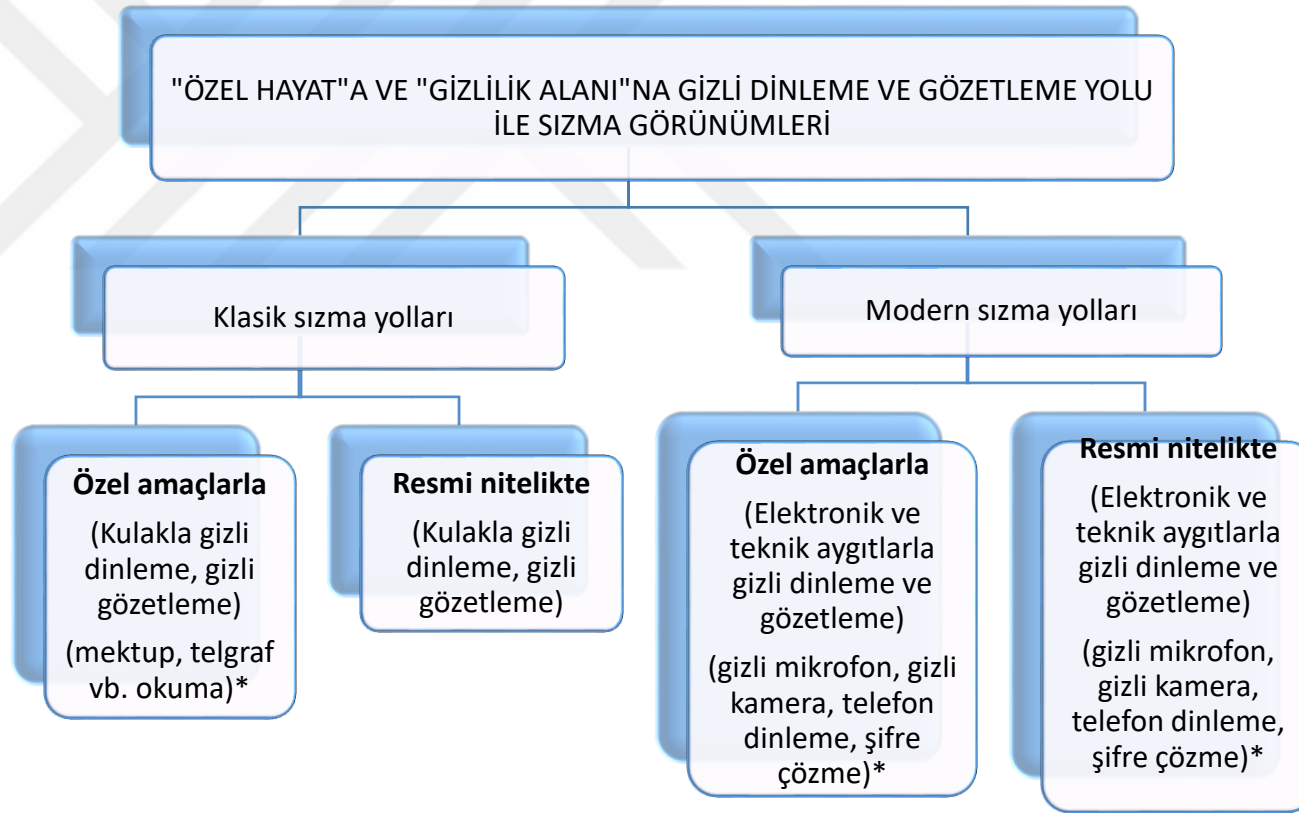 "ÖZEL HAYAT"A VE "GİZLİLİK ALANI"NA GİZLİ DİNLEME VE GÖZETLEME YOLU
İLE SIZMA GÖRÜNÜMLERİ
Klasik sızma yolları
Modern sızma yolları
Özel amaçlarla
(Kulakla gizli
dinleme, gizli
gözetleme)
(mektup, telgraf
vb. okuma)*
Resmi nitelikte
(Kulakla gizli
dinleme, gizli
gözetleme)
Özel amaçlarla
(Elektronik ve
teknik aygıtlarla
gizli dinleme ve
gözetleme)
(gizli mikrofon, gizli
kamera, telefon
dinleme, şifre
çözme)*
Resmi nitelikte
(Elektronik ve
teknik aygıtlarla
gizli dinleme ve
gözetleme)
(gizli mikrofon,
gizli kamera,
telefon dinleme,
şifre çözme)*